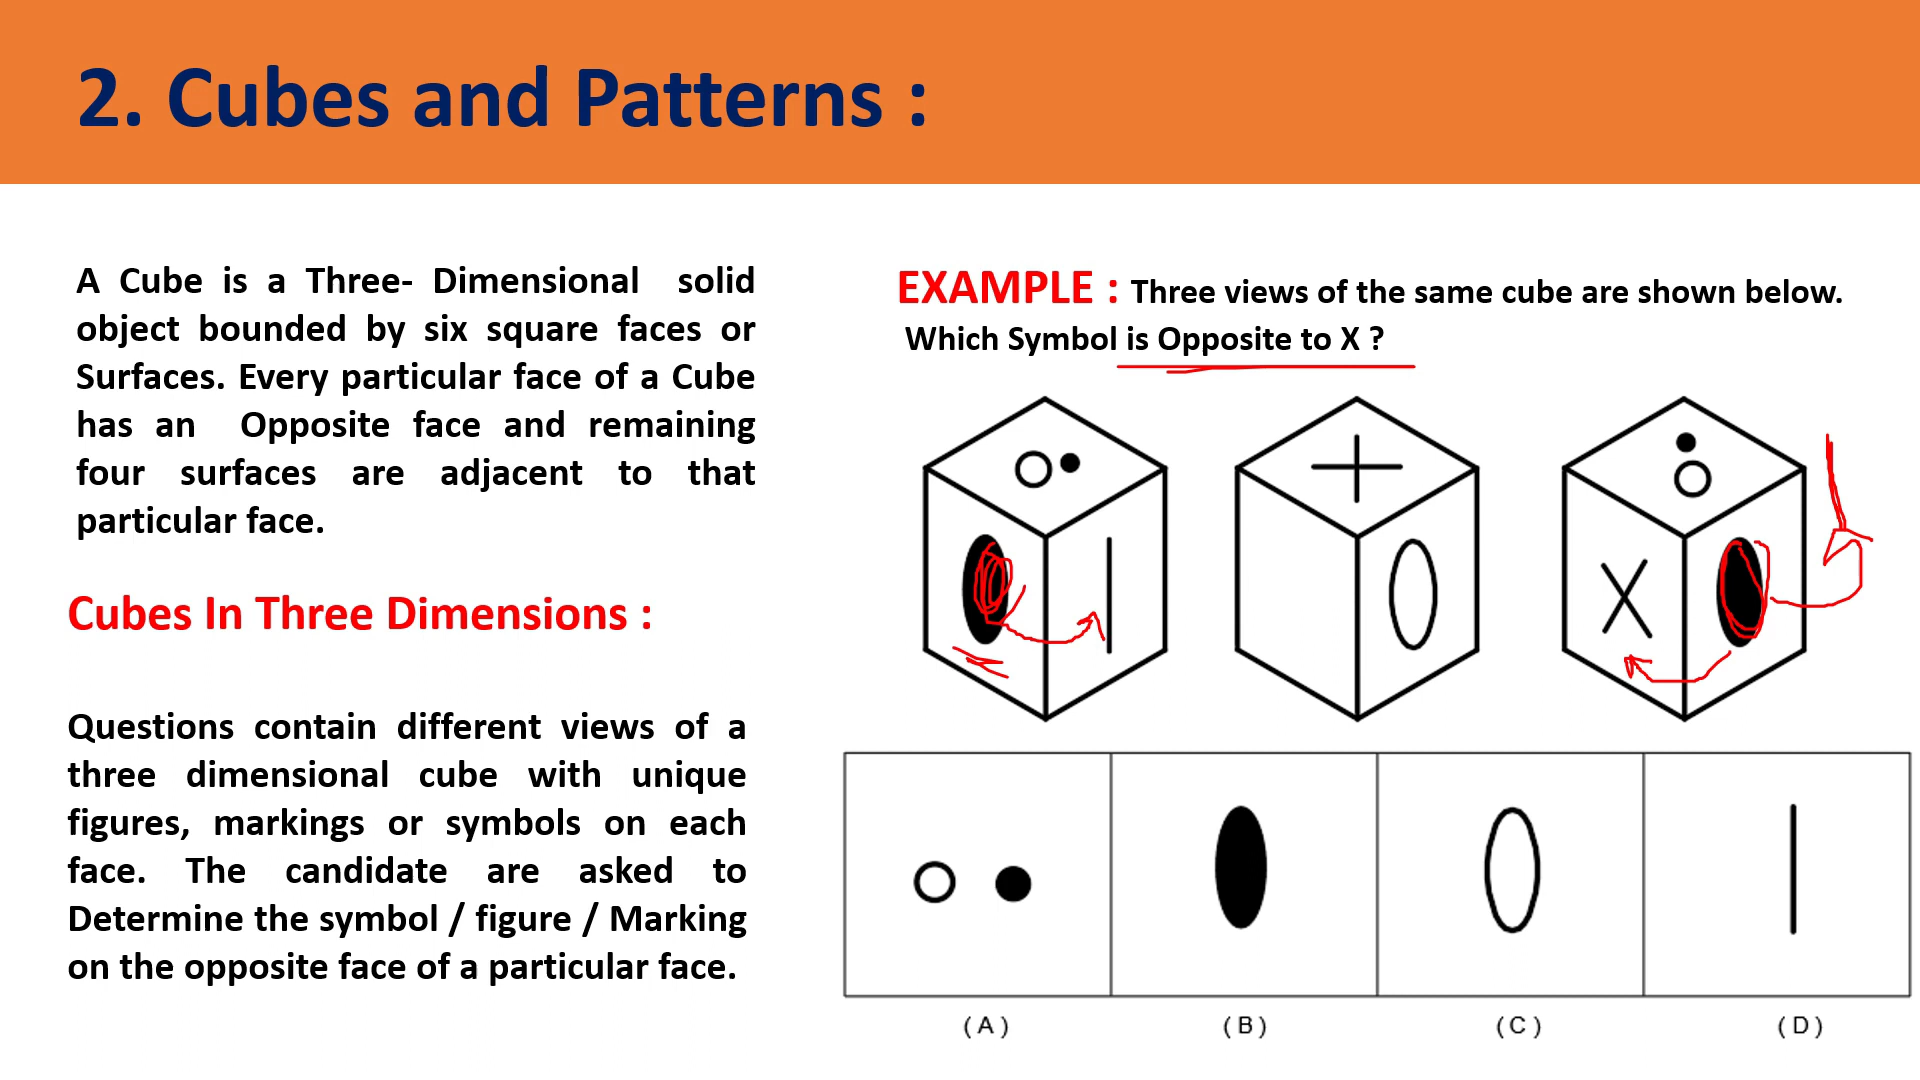 2. Cubes and Patterns :
A Cube is a Three- Dimensional solid
object bounded by six square faces or
Surfaces. Every particular face of a Cube
has an Opposite face and remaining
four surfaces are adjacent to that
particular face.
Cubes In Three Dimensions :
Questions contain different views of a
three dimensional cube with unique
figures, markings or symbols on each
face. The candidate are asked to
Determine the symbol / figure / Marking
on the opposite face of a particular face.
EXAMPLE : Three views of the same cube are shown below.
Which Symbol is Opposite to X ?
X
( A )
( B )
( C )
( D )